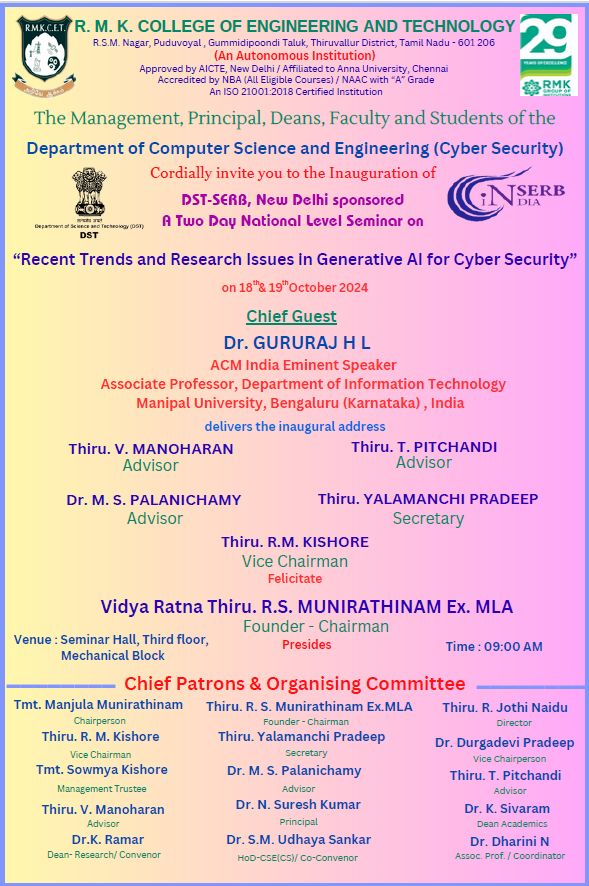 R.M.K.C.E.T.
R. M. K. COLLEGE OF ENGINEERING AND TECHNOLOGY
R.S.M. Nagar, Puduvoyal , Gummidipoondi Taluk, Thiruvallur District, Tamil Nadu - 601 206
(An Autonomous Institution)
Approved by AICTE, New Delhi / Affiliated to Anna University, Chennai
Accredited by NBA (All Eligible Courses) / NAAC with “A” Grade
An ISO 21001:2018 Certified Institution
29
YEARS OF EXCELLENCE
RMK
GROUP OF
INSTITUTIONS
The Management, Principal, Deans, Faculty and Students of the
Department of Computer Science and Engineering (Cyber Security)
Cordially invite you to the Inauguration of
DST-SERB, New Delhi sponsored
A Two Day National Level Seminar on
Department of Science and Technology (DST)
DST
iN SERB
DIA
“Recent Trends and Research Issues in Generative AI for Cyber Security”
on 18th& 19thOctober 2024
Chief Guest
Dr. GURURAJ H L
ACM India Eminent Speaker
Associate Professor, Department of Information Technology
Manipal University, Bengaluru (Karnataka) , India
delivers the inaugural address
Thiru. V. MANOHARAN
Advisor
Thiru. T. PITCHANDI
Advisor
Dr. M. S. PALANICHAMY
Advisor
Thiru. YALAMANCHI PRADEEP
Secretary
Thiru. R.M. KISHORE
Vice Chairman
Felicitate
Vidya Ratna Thiru. R.S. MUNIRATHINAM Ex. MLA
Founder - Chairman
Presides
Venue : Seminar Hall, Third floor,
Mechanical Block
Time : 09:00 AM
Chief Patrons & Organising Committee
Tmt. Manjula Munirathinam
Chairperson
Thiru. R. S. Munirathinam Ex.MLA
Founder - Chairman
Thiru. R. Jothi Naidu
Director
Thiru. R. M. Kishore
Vice Chairman
Thiru. Yalamanchi Pradeep
Secretary
Dr. Durgadevi Pradeep
Vice Chairperson
Tmt. Sowmya Kishore
Management Trustee
Dr. M. S. Palanichamy
Advisor
Thiru. T. Pitchandi
Advisor
Thiru. V. Manoharan
Advisor
Dr. N. Suresh Kumar
Principal
Dr. K. Sivaram
Dean Academics
Dr.K. Ramar
Dean- Research/ Convenor
Dr. S.M. Udhaya Sankar
HoD-CSE(CS)/ Co-Convenor
Dr. Dharini N
Assoc. Prof. / Coordinator